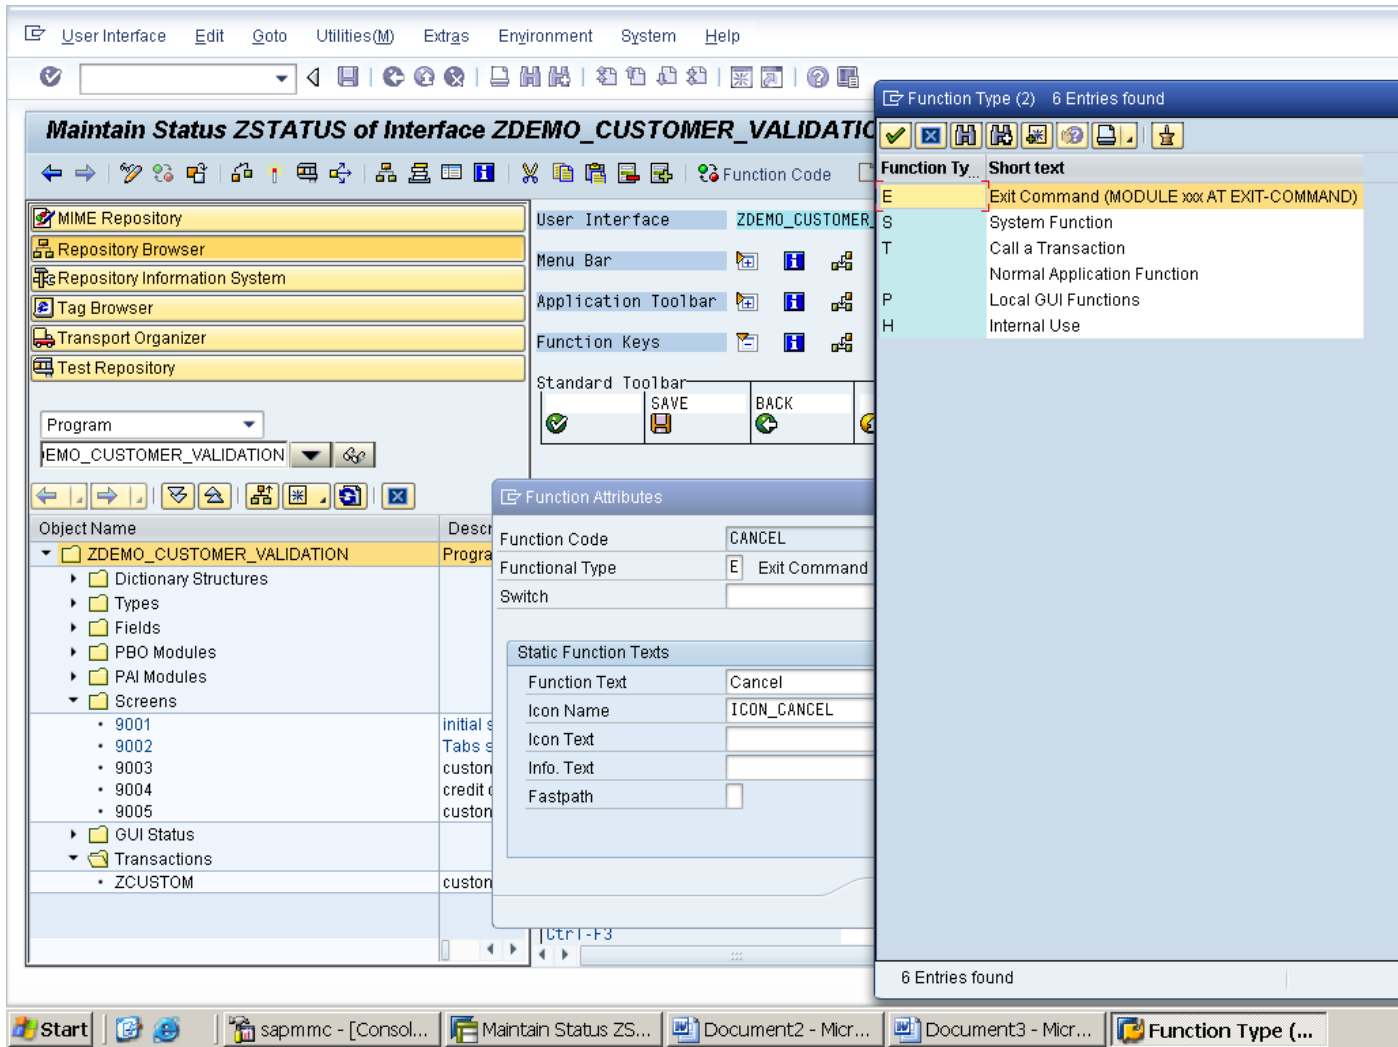 User Interface Edit Goto Utilities(M) Extras Environment System Help
Function Type (2) 6 Entries found
Maintain Status ZSTATUS of Interface ZDEMO_CUSTOMER_VALIDATIO
Function Code
Function Ty... Short text
E Exit Command (MODULE xxx AT EXIT-COMMAND)
S System Function
T Call a Transaction
Normal Application Function
P Local GUI Functions
H Internal Use
MIME Repository
Repository Browser
Repository Information System
Tag Browser
Transport Organizer
Test Repository
User Interface ZDEMO_CUSTOMER_
Menu Bar
Application Toolbar
Function Keys
Standard Toolbar
SAVE BACK
Program
EMO_CUSTOMER_VALIDATION
Object Name Descr
ZDEMO_CUSTOMER_VALIDATION Progra
Dictionary Structures
Types
Fields
PBO Modules
PAI Modules
Screens
9001 initial s
9002 Tabs s
9003 custon
9004 credit
9005 custon
GUI Status
Transactions
ZCUSTOM custon
Function Attributes
Function Code CANCEL
Functional Type E Exit Command
Switch
Static Function Texts
Function Text Cancel
Icon Name ICON_CANCEL
Icon Text
Info. Text
Fastpath
Ctrl-F3
6 Entries found
Start sapmmc - [Consol... Maintain Status ZS... Document2 - Micr... Document3 - Micr... Function Type (...